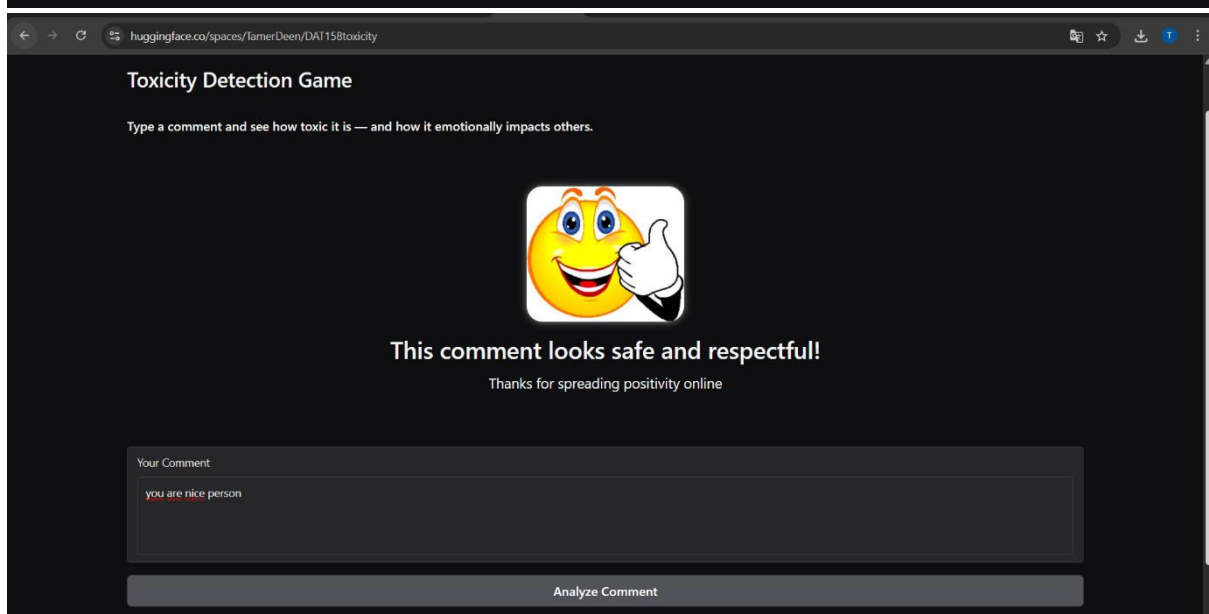 huggingface.co/spaces/TamerDeen/DAT158toxicity
T
Toxicity Detection Game
Type a comment and see how toxic it is — and how it emotionally impacts others.
This comment looks safe and respectful!
Thanks for spreading positivity online
Your Comment
you are nice person
Analyze Comment